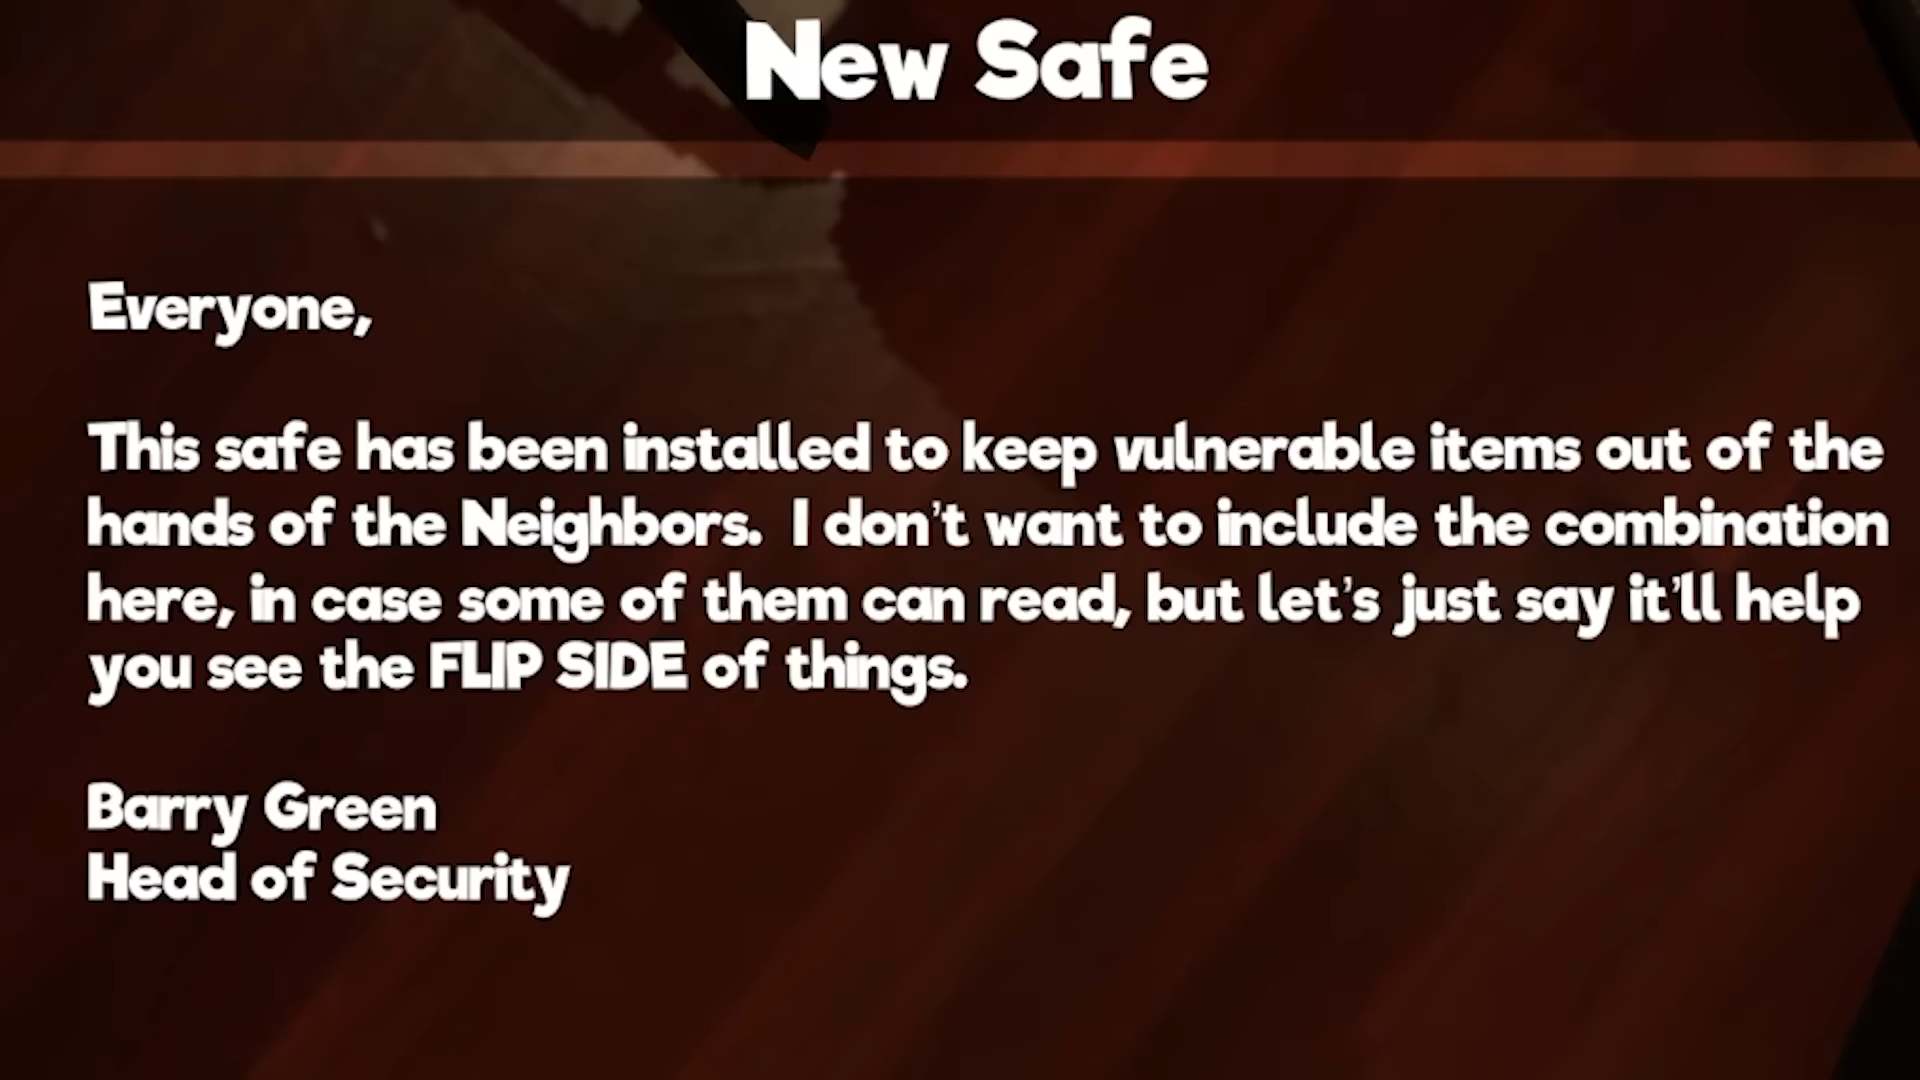 New Safe
Everyone,
This safe has been installed to keep vulnerable items out of the
hands of the Neighbors.  I don't want to include the combination
here, in case some of them can read, but let's just say it'll help
you see the FLIP SIDE of things.
Barry Green
Head of Security